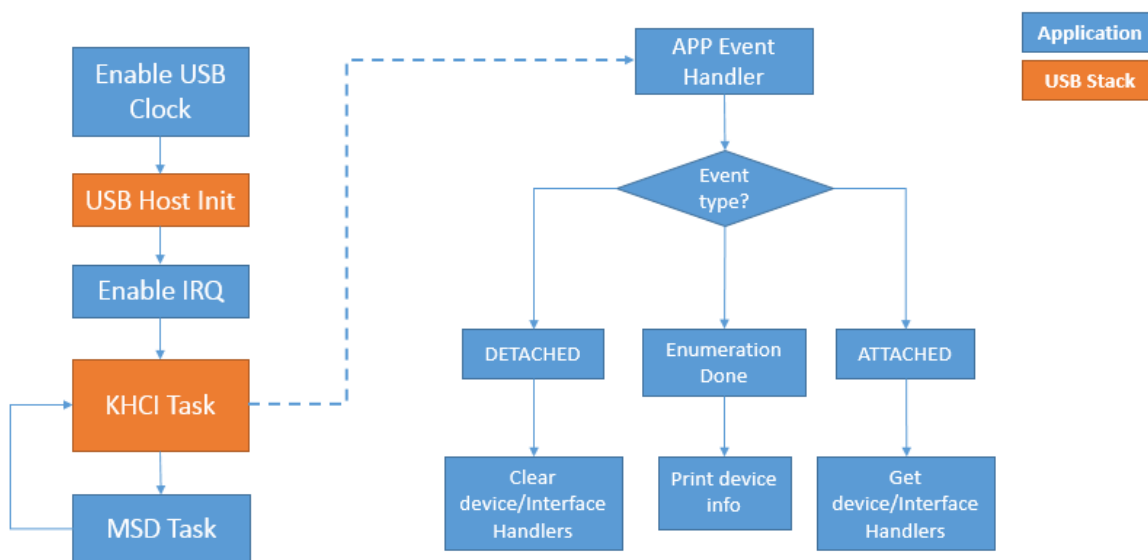 Enable USB
Clock
USB Host Init
Enable IRQ
KHCI Task
MSD Task
APP Event
Handler
Event
type?
DETACHED
Enumeration
Done
ATTACHED
Clear
device/Interface
Handlers
Print device
info
Get
device/Interface
Handlers
Application
USB Stack